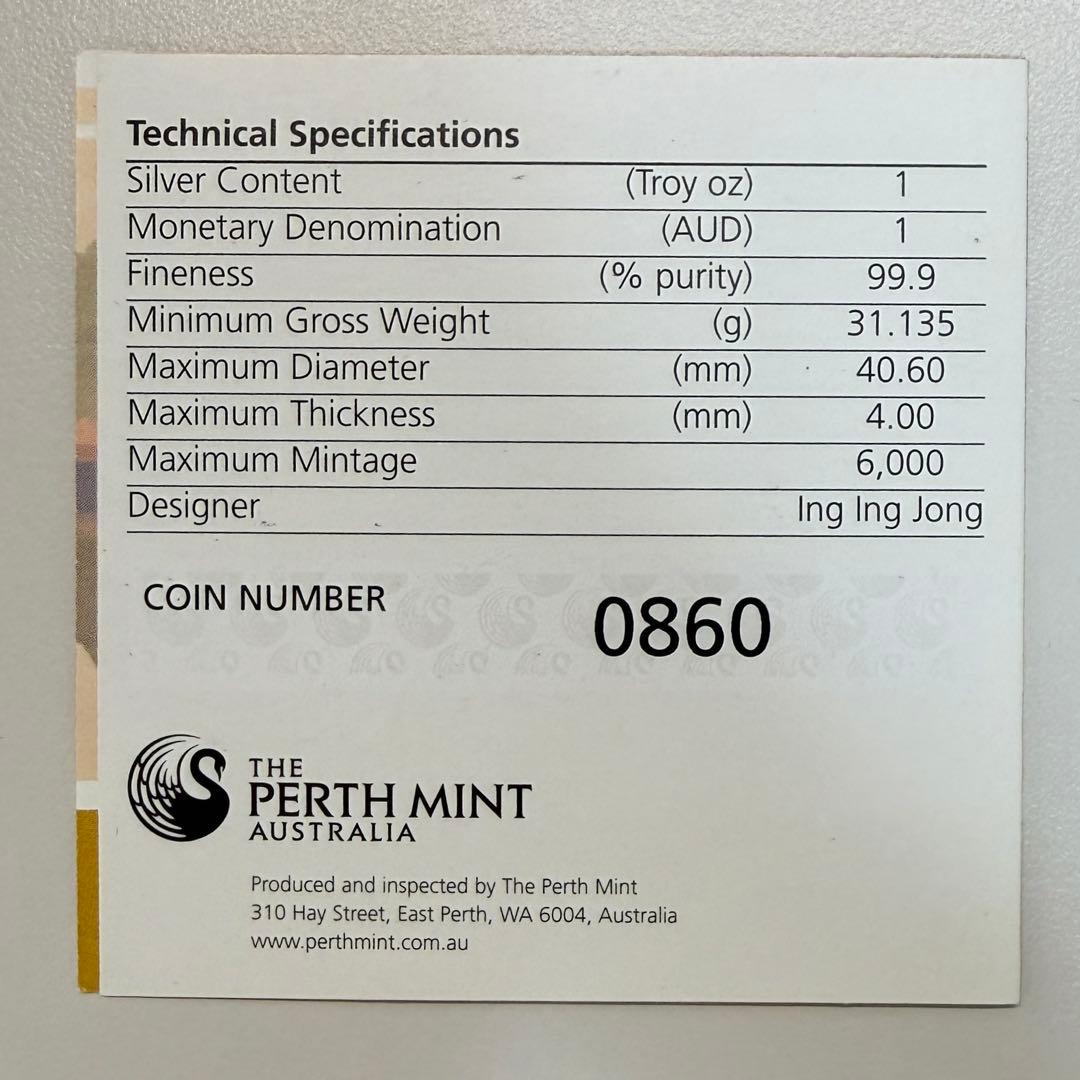 Technical Specifications
Silver Content (Troy oz) 1
Monetary Denomination (AUD) 1
Fineness (% purity) 99.9
Minimum Gross Weight (g) 31.135
Maximum Diameter (mm) 40.60
Maximum Thickness (mm) 4.00
Maximum Mintage 6,000
Designer Ing Ing Jong
COIN NUMBER 0860
THE
PERTH MINT
AUSTRALIA
Produced and inspected by The Perth Mint
310 Hay Street, East Perth, WA 6004, Australia
www.perthmint.com.au